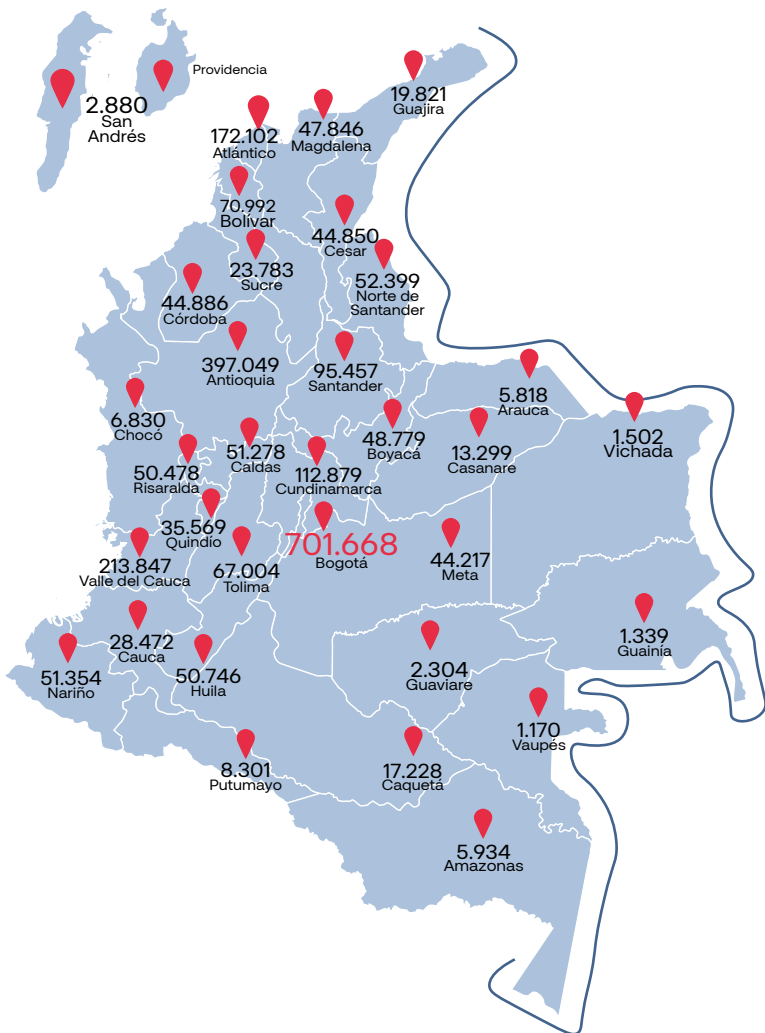 Providencia
2.880
San
Andrés
19.821
Guajira
172.102
Atlántico
47.846
Magdalena
70.992
Bolívar
44.850
Cesar
23.783
Sucre
52.399
Norte de
Santander
44.886
Córdoba
397.049
Antioquia
95.457
Santander
5.818
Arauca
6.830
Chocó
51.278
Caldas
48.779
Boyacá
13.299
Casanare
1.502
Vichada
50.478
Risaralda
112.879
Cundinamarca
35.569
Quindío
701.668
Bogotá
44.217
Meta
213.847
Valle del Cauca
67.004
Tolima
28.472
Cauca
1.339
Guainía
51.354
Nariño
50.746
Huila
2.304
Guaviare
1.170
Vaupés
8.301
Putumayo
17.228
Caquetá
5.934
Amazonas